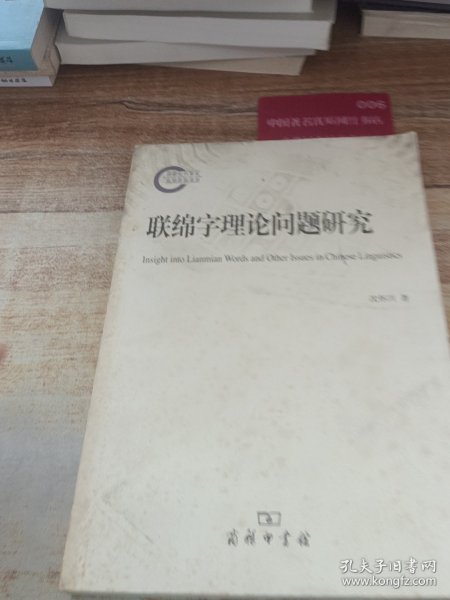 006
联绵字理论问题研究
Insight into Lianmian Words and Other Issues in Chinese Linguistics
沈怀兴 著
商务印书馆
孔夫子旧书网
www.kongfz.com